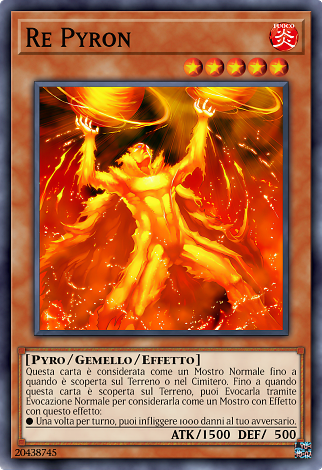 Re Pyron
FUOCO
炎
[Pyro/Gemello/Effetto]
Questa carta è considerata come un Mostro Normale fino a
quando è scoperta sul Terreno o nel Cimitero. Fino a quando
questa carta è scoperta sul Terreno, puoi Evocarla tramite
Evocazione Normale per considerarla come un Mostro con Effetto
con questo effetto:
● Una volta per turno, puoi infliggere 1000 danni al tuo avversario.
ATK/1500 DEF/ 500
20438745